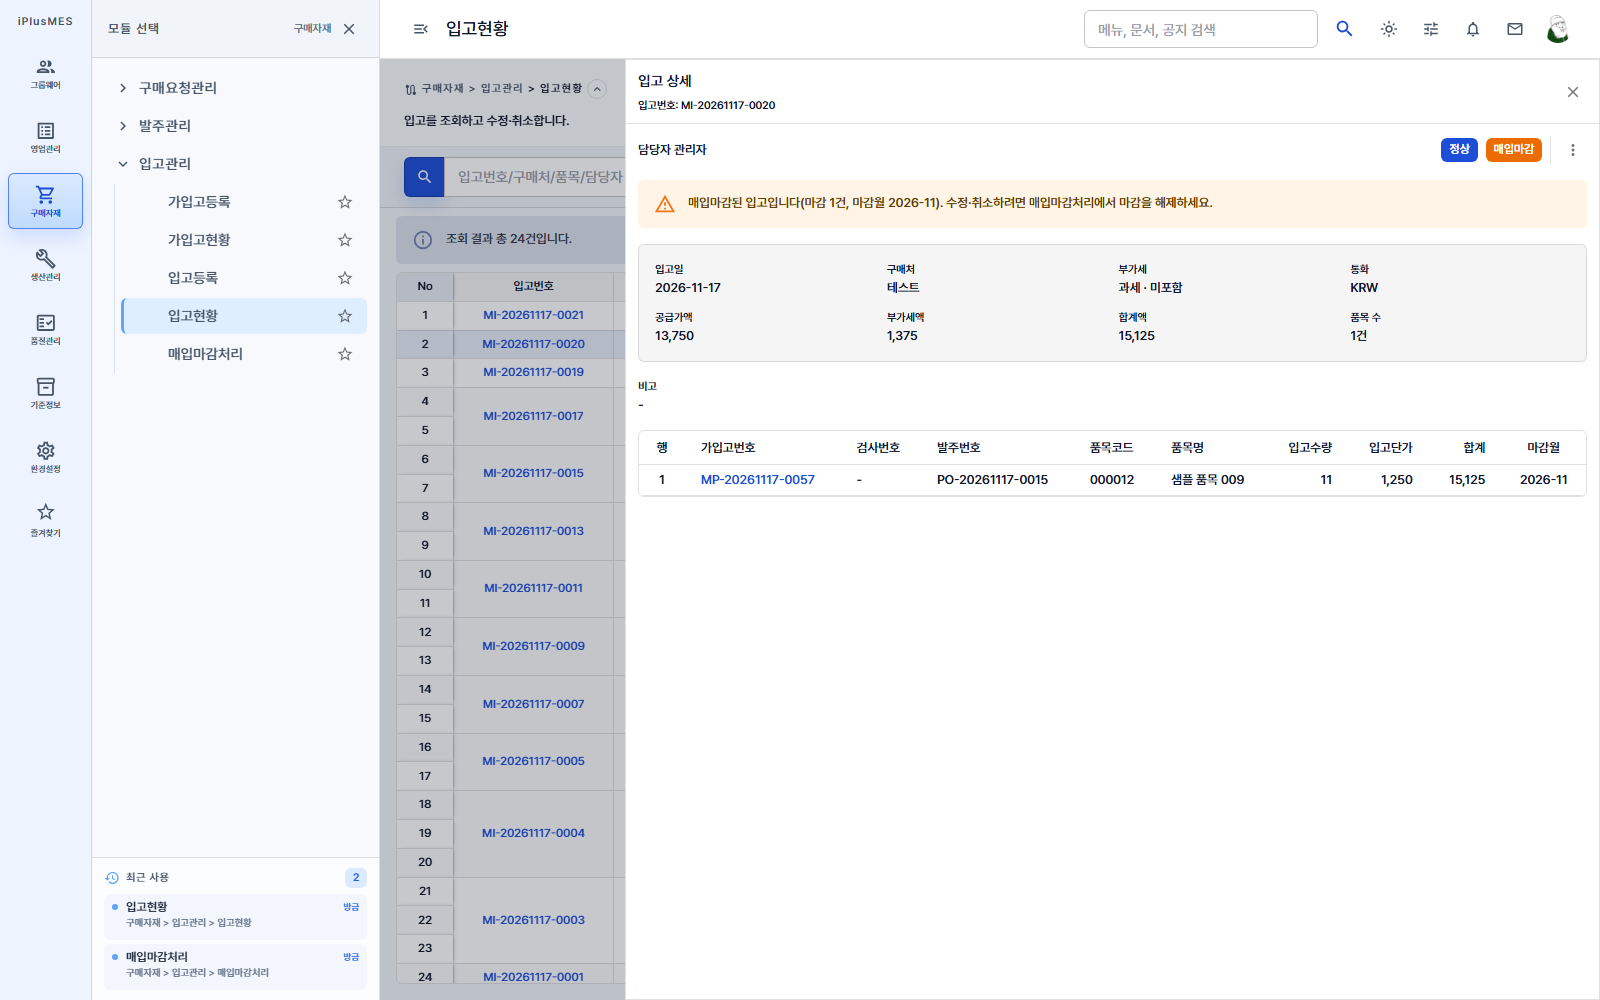 iPlusMES
그룹웨어
영업관리
구매자재
생산관리
품질관리
기준정보
환경설정
즐겨찾기
모듈 선택
구매자재
구매요청관리
발주관리
입고관리
가입고등록
가입고현황
입고등록
입고현황
매입마감처리
최근 사용
2
입고현황
방금
구매자재 > 입고관리 > 입고현황
매입마감처리
방금
구매자재 > 입고관리 > 매입마감처리
입고현황
메뉴, 문서, 공지 검색
구매자재 > 입고관리 > 입고현황
입고를 조회하고 수정·취소합니다.
입고번호/구매처/품목/담당자
조회 결과 총 24건입니다.
No 입고번호
1 MI-20261117-0021
2 MI-20261117-0020
3 MI-20261117-0019
4
MI-20261117-0017
5
6
MI-20261117-0015
7
8
MI-20261117-0013
9
10
MI-20261117-0011
11
12
MI-20261117-0009
13
14
MI-20261117-0007
15
16
MI-20261117-0005
17
18
19 MI-20261117-0004
20
21
22 MI-20261117-0003
23
24 MI-20261117-0001
입고 상세
입고번호: MI-20261117-0020
담당자 관리자
정상 매입마감
매입마감된 입고입니다(마감 1건, 마감월 2026-11). 수정·취소하려면 매입마감처리에서 마감을 해제하세요.
입고일 구매처 부가세 통화
2026-11-17 테스트 과세 · 미포함 KRW
공급가액 부가세액 합계액 품목 수
13,750 1,375 15,125 1건
비고
-
행 가입고번호 검사번호 발주번호 품목코드 품목명 입고수량 입고단가 합계 마감월
1 MP-20261117-0057 - PO-20261117-0015 000012 샘플 품목 009 11 1,250 15,125 2026-11